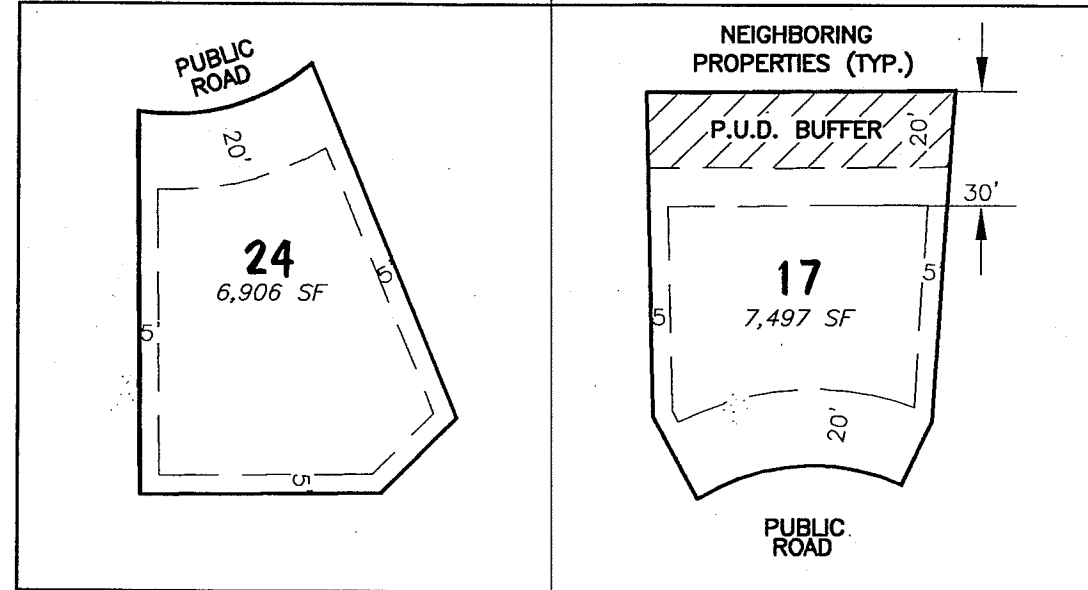 PUBLIC
ROAD
20'
24
6,906 SF
5'
5'
5'
NEIGHBORING
PROPERTIES (TYP.)
P.U.D. BUFFER
20'
30'
17
7,497 SF
5'
5'
20'
PUBLIC
ROAD